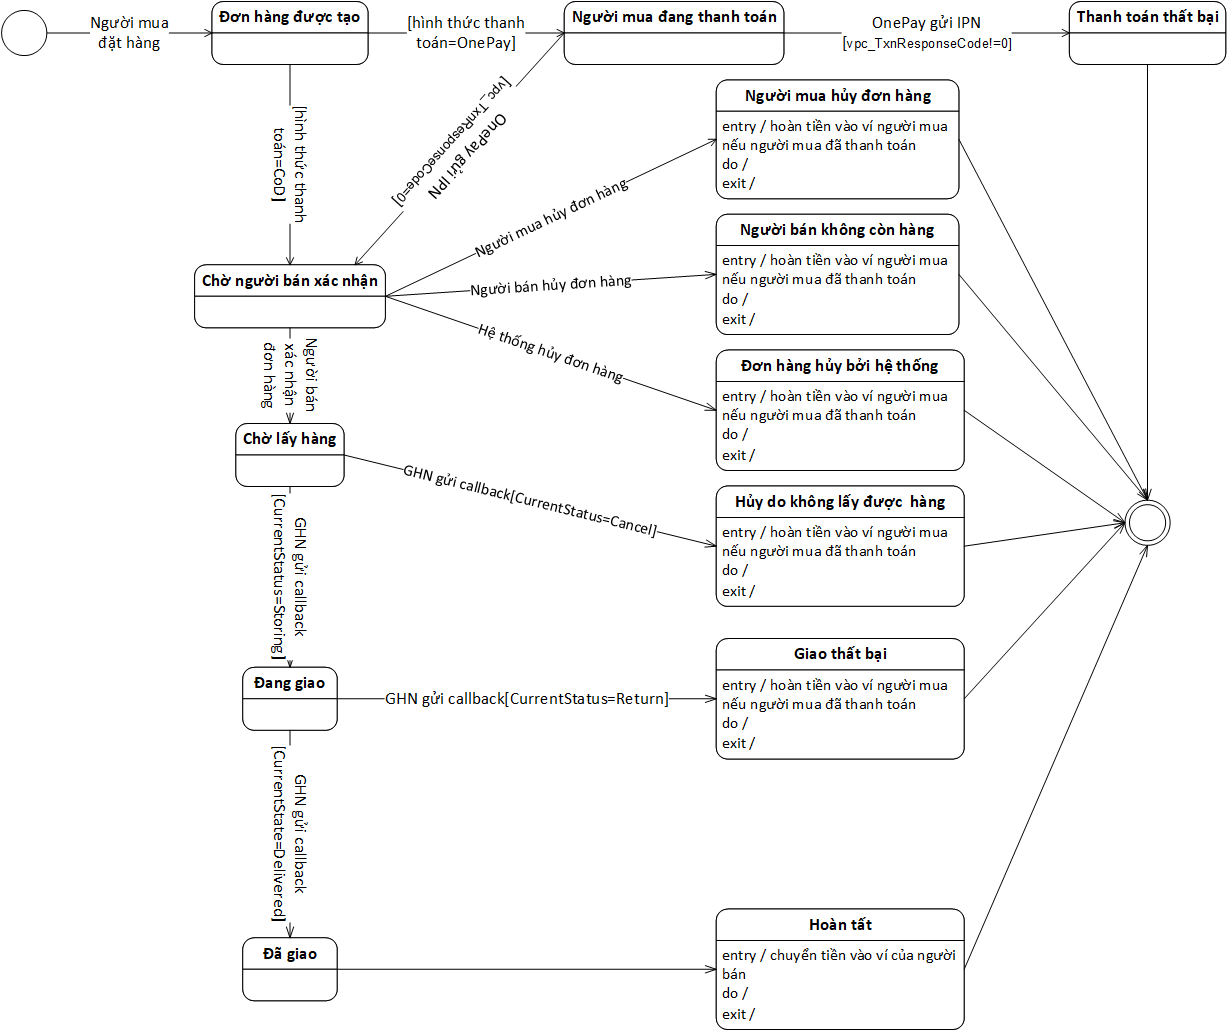 Người mua
đặt hàng
Đơn hàng được tạo
[hình thức thanh
toán=OnePay]
Người mua đang thanh toán
OnePay gửi IPN
[vpc_TxnResponseCode!=0]
Thanh toán thất bại
[hình thức thanh
toán=CoD]
OnePay gửi IPN
[vpc_TxnResponseCode=0]
Chờ người bán xác nhận
Người mua hủy đơn hàng
Người mua hủy đơn hàng
entry / hoàn tiền vào ví người mua
nếu người mua đã thanh toán
do /
exit /
Người bán hủy đơn hàng
Người bán không còn hàng
entry / hoàn tiền vào ví người mua
nếu người mua đã thanh toán
do /
exit /
Hệ thống hủy đơn hàng
Đơn hàng hủy bởi hệ thống
entry / hoàn tiền vào ví người mua
nếu người mua đã thanh toán
do /
exit /
Người bán
xác nhận
đơn hàng
Chờ lấy hàng
GHN gửi callback[CurrentStatus=Cancel]
Hủy do không lấy được  hàng
entry / hoàn tiền vào ví người mua
nếu người mua đã thanh toán
do /
exit /
GHN gửi callback
[CurrentStatus=Storing]
Đang giao
GHN gửi callback[CurrentStatus=Return]
Giao thất bại
entry / hoàn tiền vào ví người mua
nếu người mua đã thanh toán
do /
exit /
GHN gửi callback
[CurrentState=Delivered]
Đã giao
Hoàn tất
entry / chuyển tiền vào ví của người
bán
do /
exit /